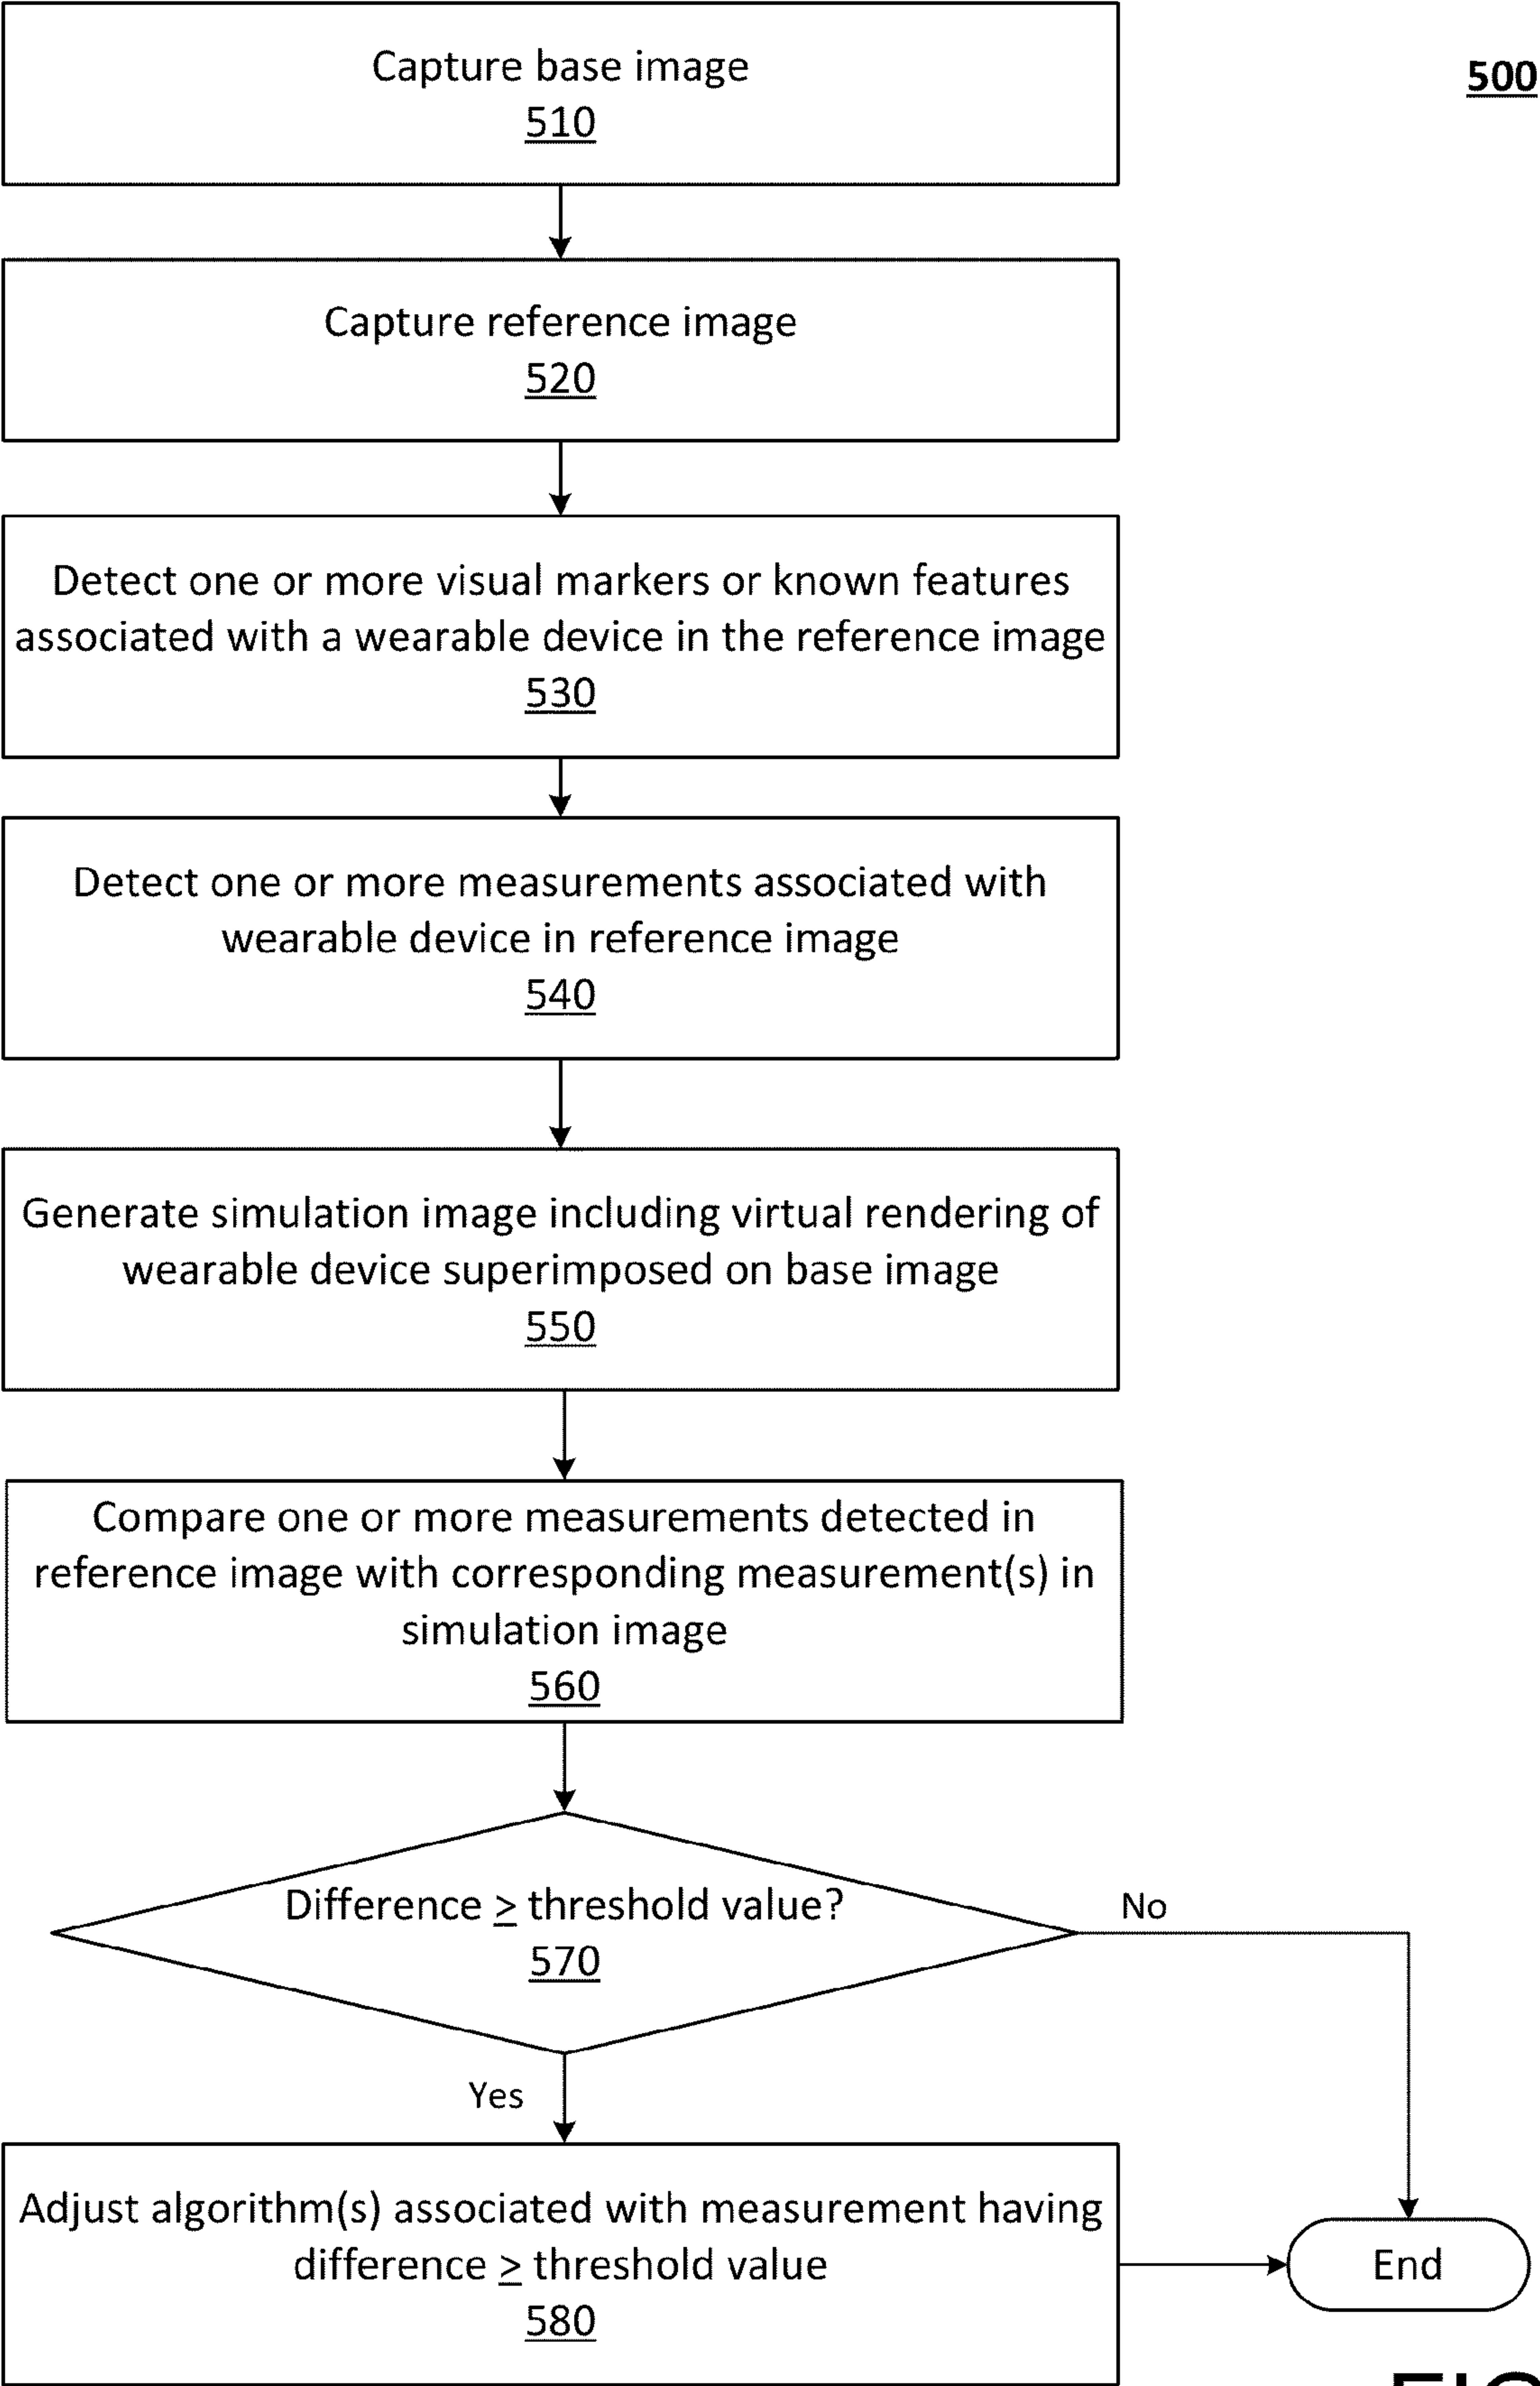 500
Capture base image
510
Capture reference image
520
Detect one or more visual markers or known features
associated with a wearable device in the reference image
530
Detect one or more measurements associated with
wearable device in reference image
540
Generate simulation image including virtual rendering of
wearable device superimposed on base image
550
Compare one or more measurements detected in
reference image with corresponding measurement(s) in
simulation image
560
Difference ≥ threshold value?
570
No
Yes
Adjust algorithm(s) associated with measurement having
difference ≥ threshold value
580
End